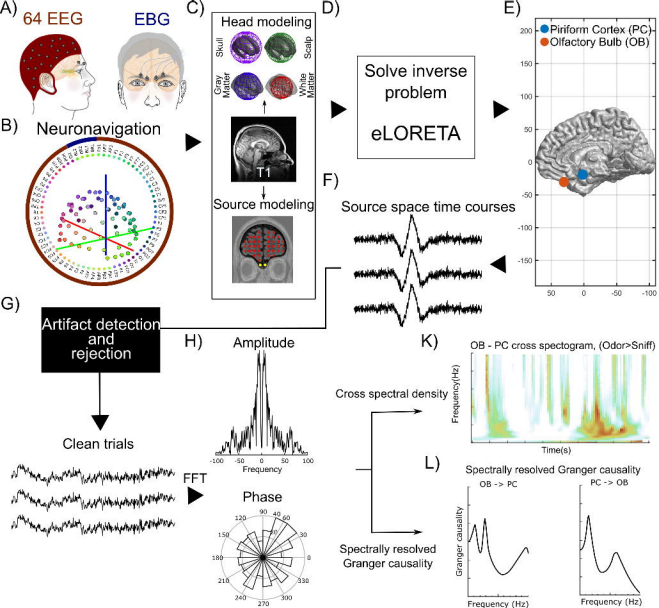 A)
64 EEG
EBG
B)
Neuronavigation
C)
Head modeling
Skull
Scalp
Gray
Matter
White
Matter
T1
Source modeling
D)
Solve inverse
problem
eLORETA
E)
Piriform Cortex (PC)
Olfactory Bulb (OB)
150
100
50
0
-50
-100
-150
50
0
-50
-100
F)
Source space time courses
G)
Artifact detection
and
rejection
Clean trials
FFT
H)
Amplitude
-100
-50
0
50
100
Frequency
Phase
90
120
60
40
60
150
30
20
180
0
210
330
240
300
270
Cross spectral density
Spectrally resolved
Granger causality
K)
OB - PC cross spectogram, (Odor>Sniff)
Frequency(Hz)
Time(s)
L)
Spectrally resolved Granger causality
OB -> PC
PC -> OB
Granger causality
Frequency (Hz)
Frequency (Hz)